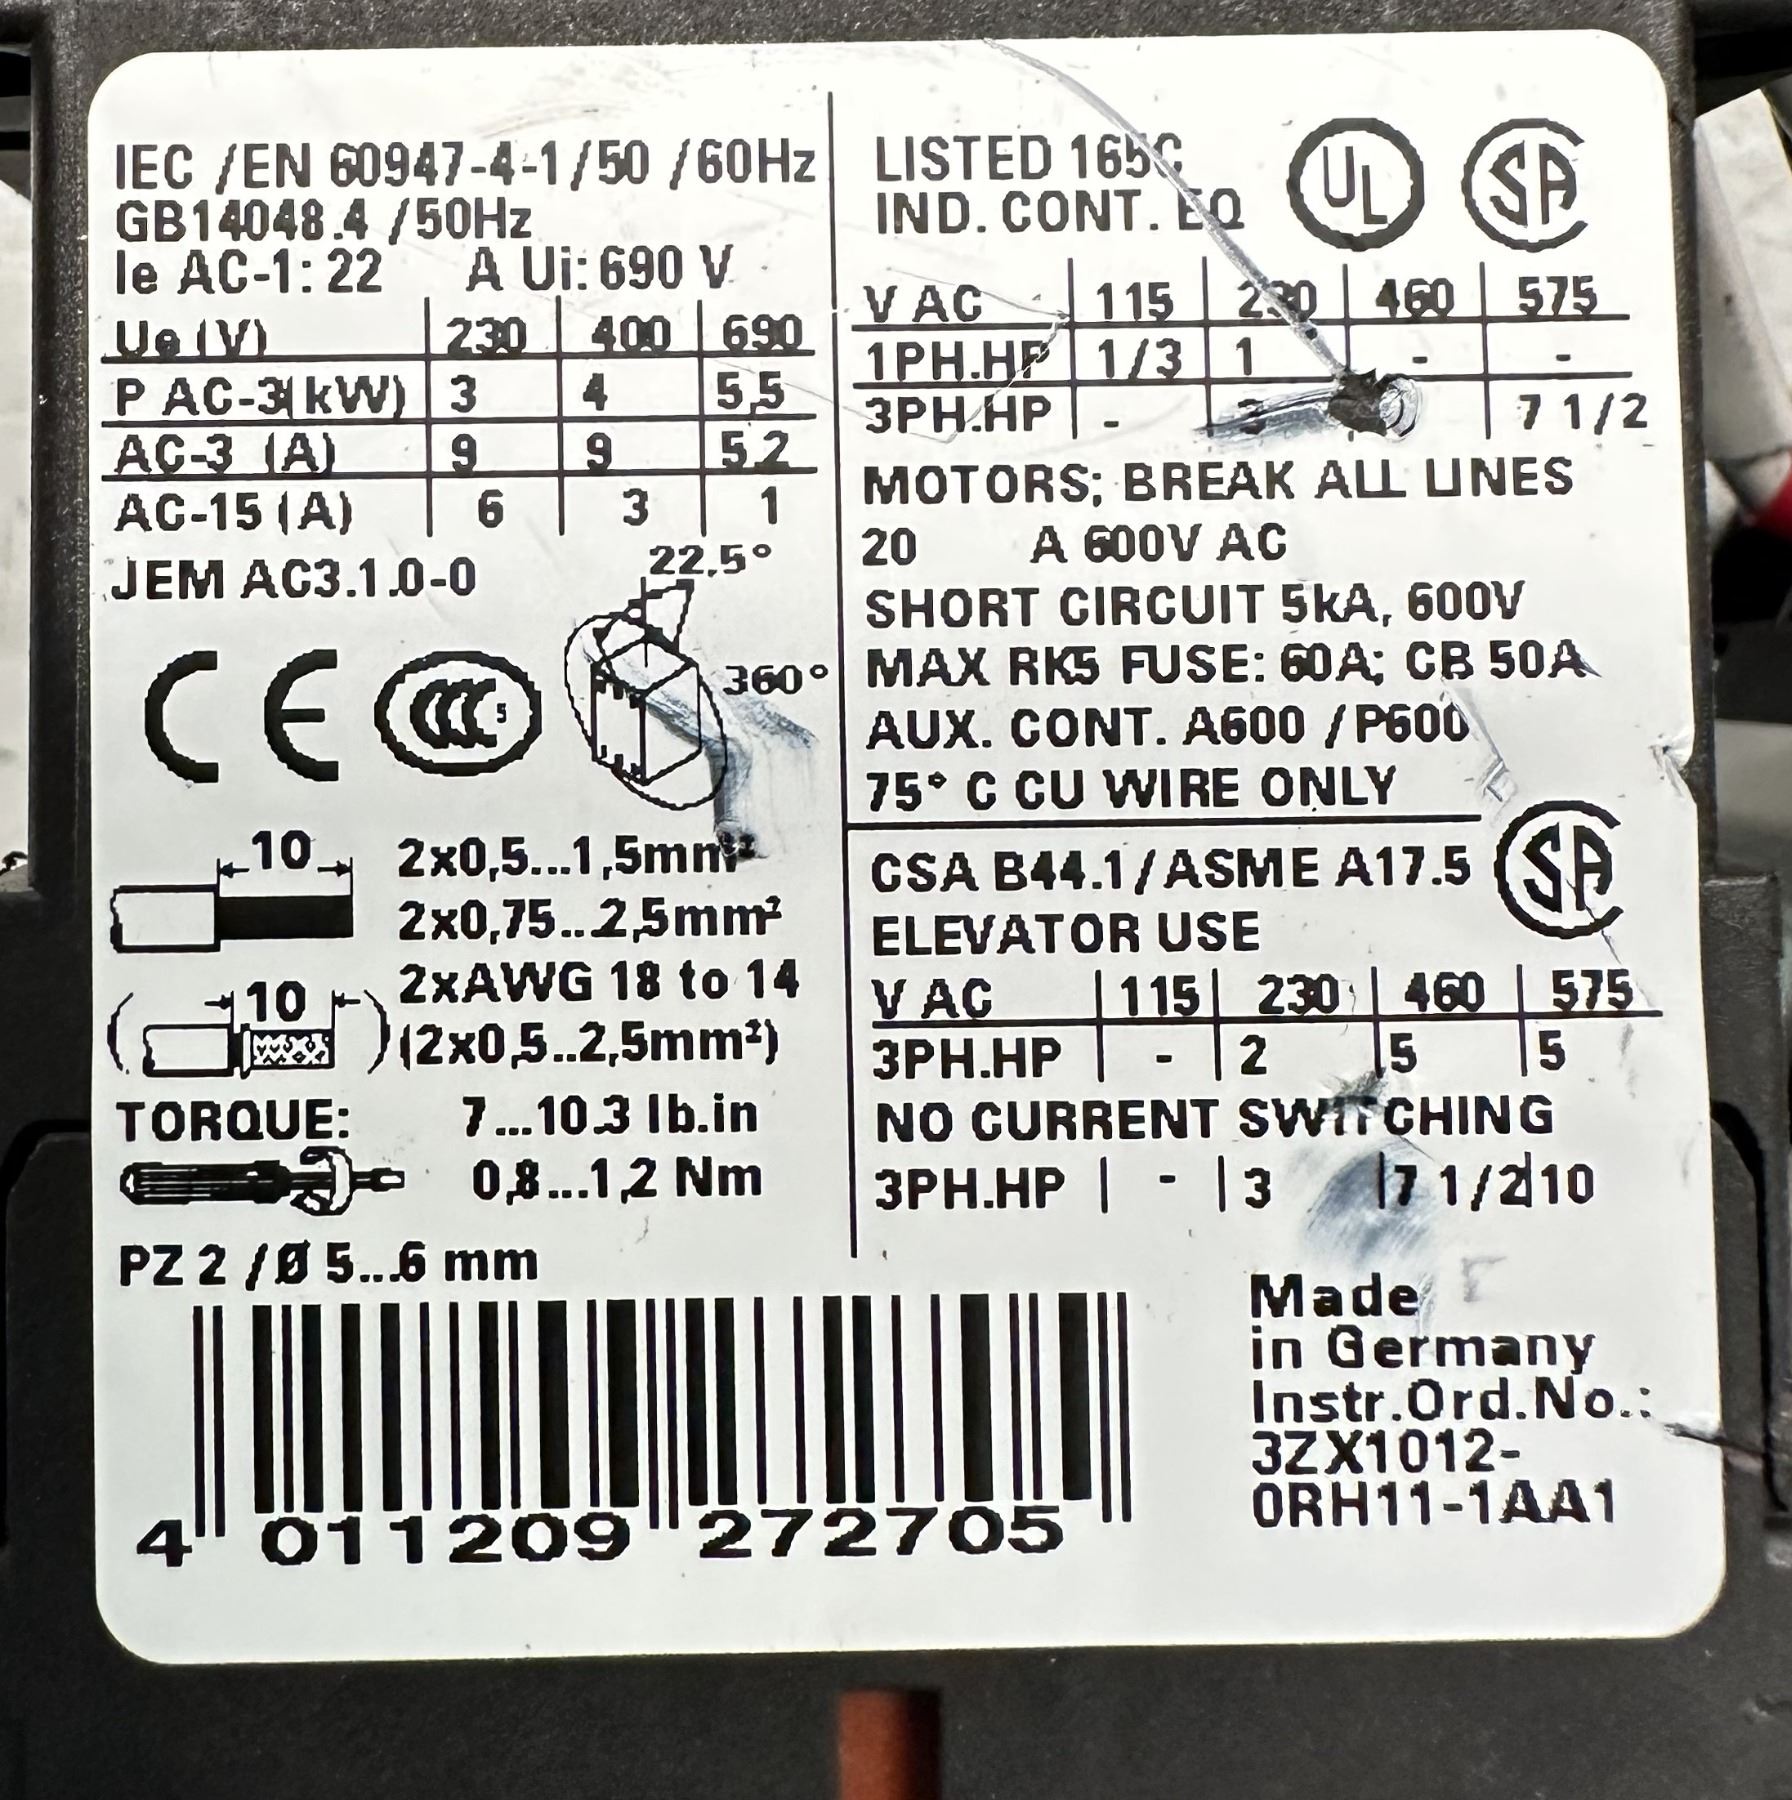 IEC /EN 60947-4-1/50 /60Hz
GB14048.4 /50Hz
Ie AC-1: 22 A Ui: 690 V
Ue (V) 230 400 690
P AC-3(kW) 3 4 5,5
AC-3 (A) 9 9 5,2
AC-15 (A) 6 3 1
JEM AC3.1.0-0
22,5°
360°
CE CCC S
10 2x0,5...1,5mm²
2x0,75...2,5mm²
2xAWG 18 to 14
( 10 ) (2x0,5..2,5mm²)
TORQUE: 7...10.3 lb.in
0,8...1,2 Nm
PZ 2 / Ø 5...6 mm
4 011209 272705
LISTED 165C UL SA
IND. CONT. EQ
V AC 115 230 460 575
1PH.HP 1/3 1 - -
3PH.HP - 7 1/2
MOTORS; BREAK ALL LINES
20 A 600V AC
SHORT CIRCUIT 5kA, 600V
MAX RK5 FUSE: 60A; CB 50A
AUX. CONT. A600 /P600
75° C CU WIRE ONLY
CSA B44.1/ASME A17.5 SA
ELEVATOR USE
V AC 115 230 460 575
3PH.HP - 2 5 5
NO CURRENT SWITCHING
3PH.HP - 3 7 1/2 10
Made
in Germany
Instr.Ord.No.:
3ZX1012-
0RH11-1AA1